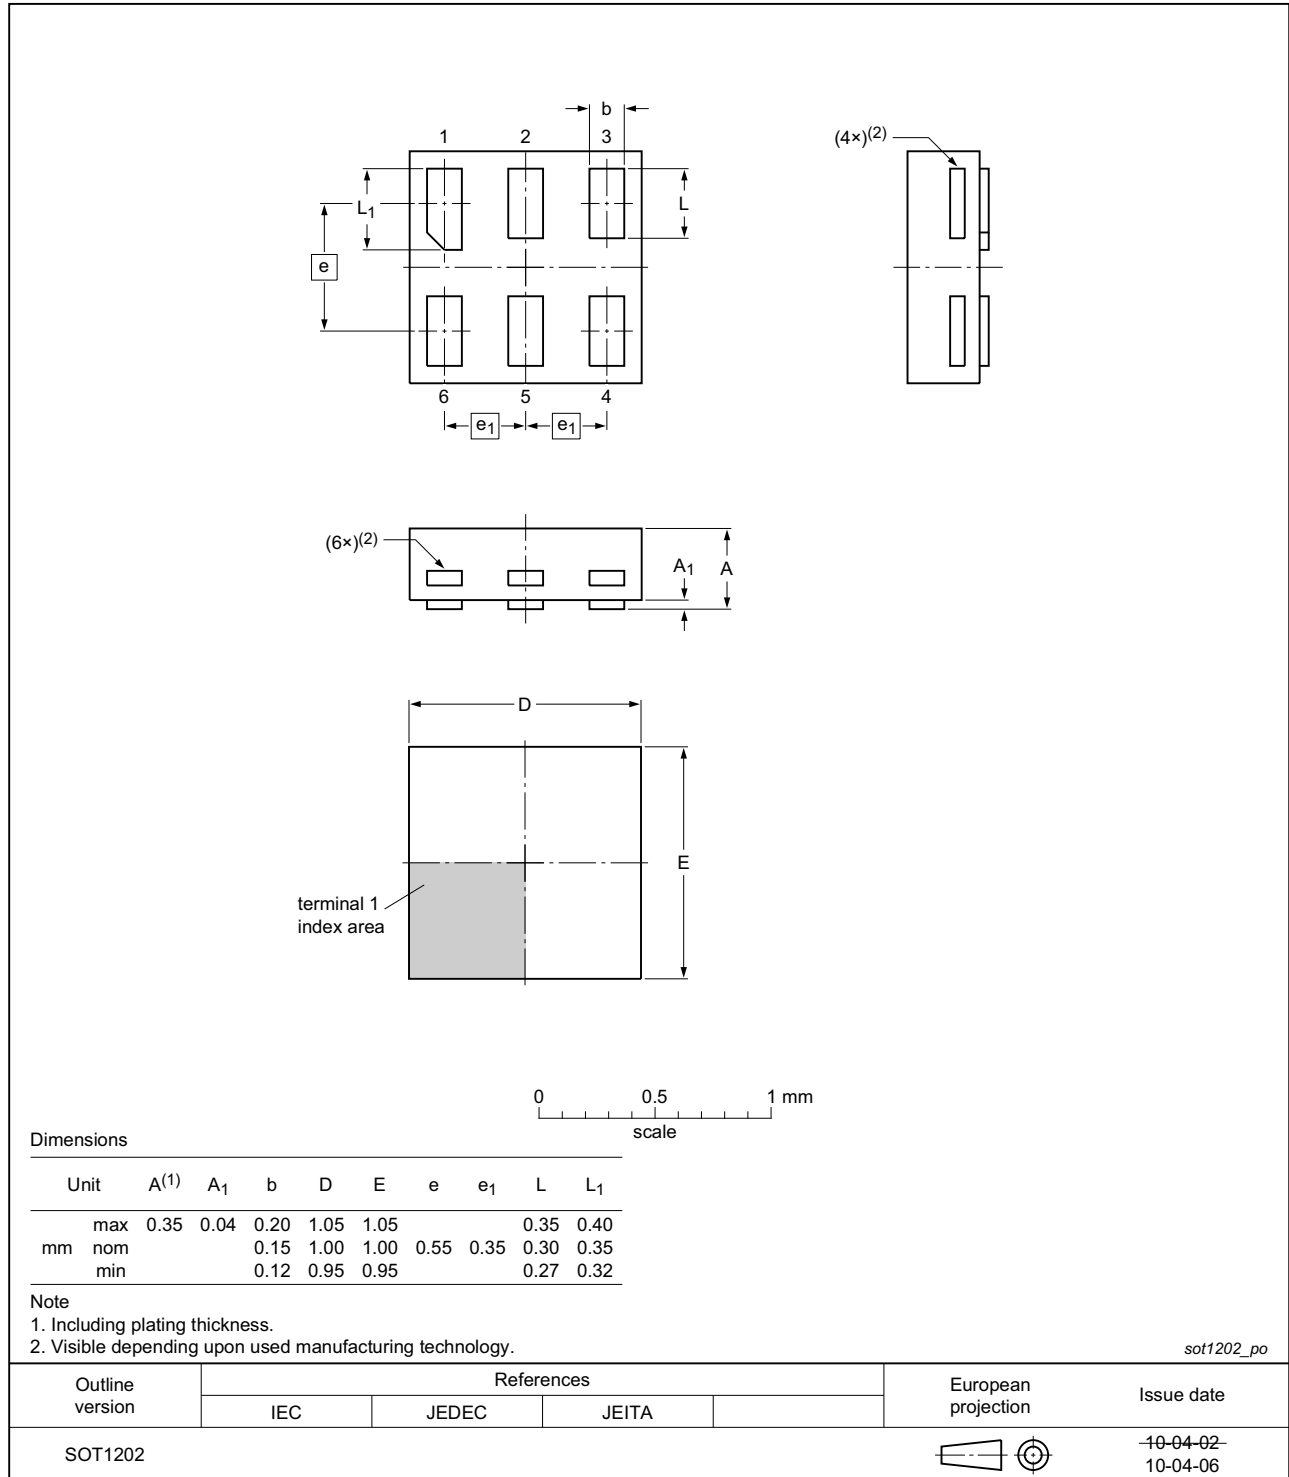 b
1 2 3
(4×)(2)
L1
L
e
6 5 4
e1 e1
(6×)(2)
A1 A
D
E
terminal 1
index area
0 0.5 1 mm
scale
Dimensions
Unit A(1) A1 b D E e e1 L L1
max 0.35 0.04 0.20 1.05 1.05 0.35 0.40
mm nom 0.15 1.00 1.00 0.55 0.35 0.30 0.35
min 0.12 0.95 0.95 0.27 0.32
Note
1. Including plating thickness.
2. Visible depending upon used manufacturing technology.
sot1202_po
Outline
version
References
IEC JEDEC JEITA
European
projection
Issue date
SOT1202
10-04-02
10-04-06